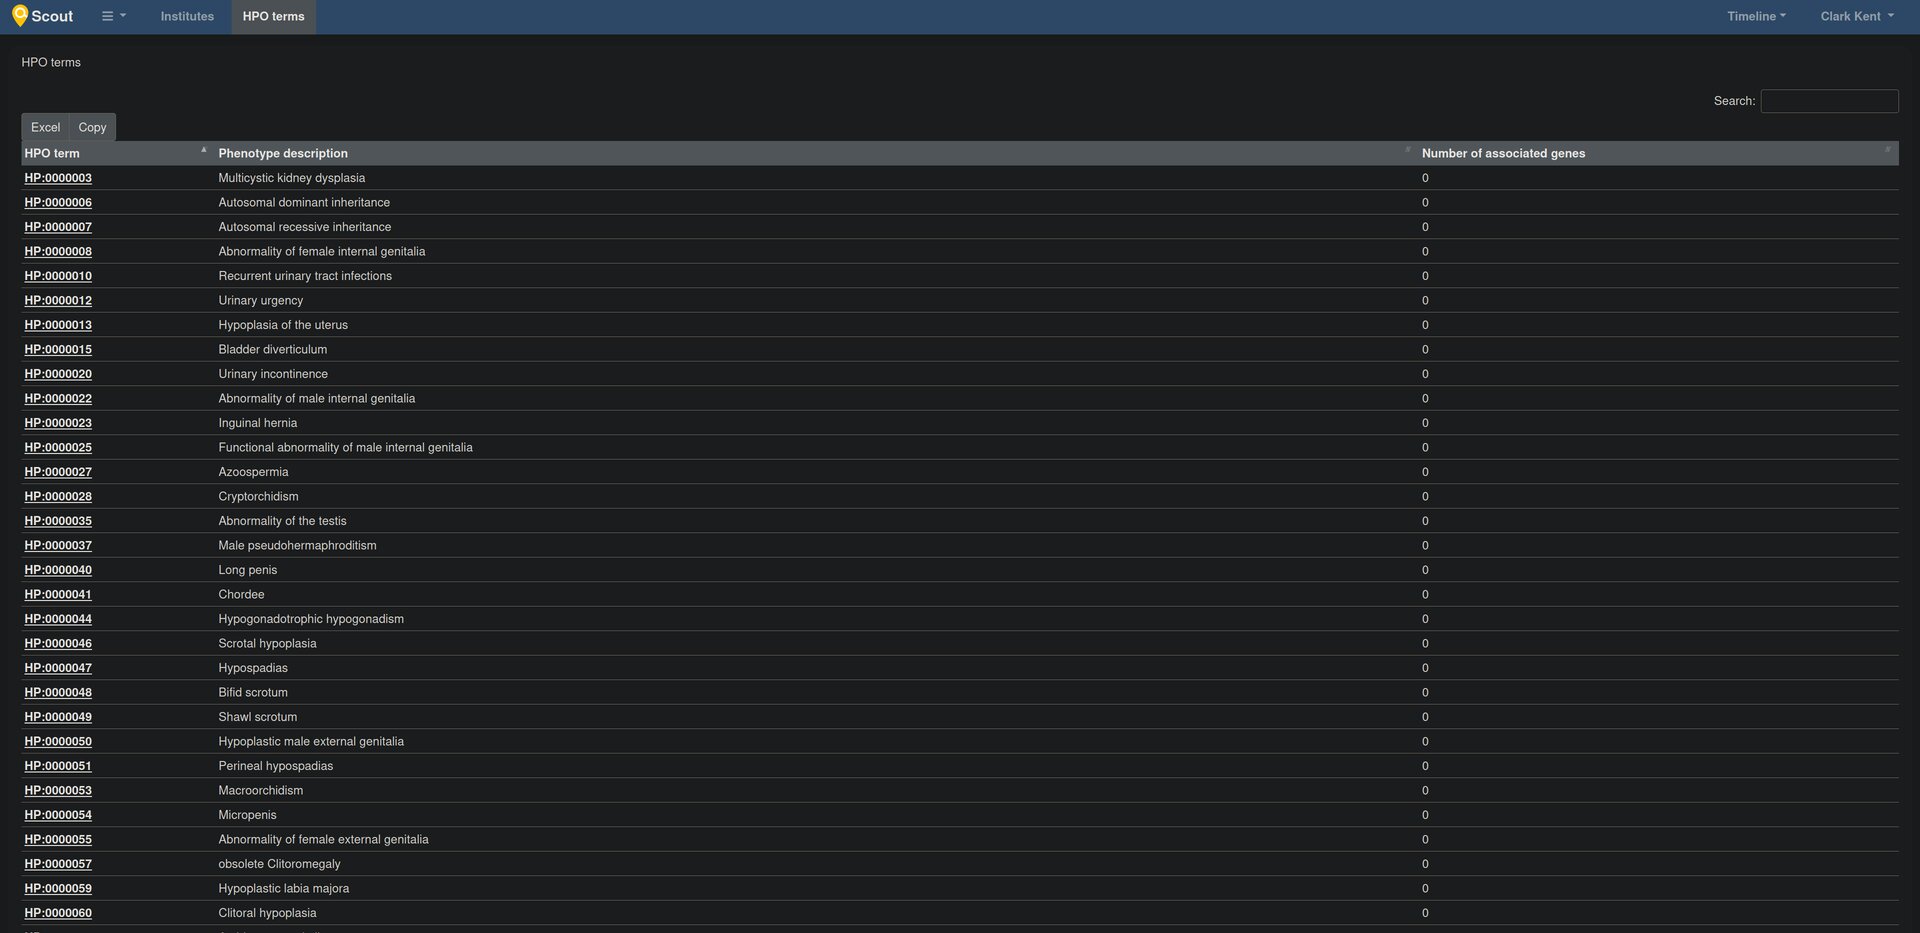 Scout Institutes HPO terms Timeline Clark Kent
HPO terms
Search:
Excel Copy
HPO term Phenotype description Number of associated genes
HP:0000003 Multicystic kidney dysplasia 0
HP:0000006 Autosomal dominant inheritance 0
HP:0000007 Autosomal recessive inheritance 0
HP:0000008 Abnormality of female internal genitalia 0
HP:0000010 Recurrent urinary tract infections 0
HP:0000012 Urinary urgency 0
HP:0000013 Hypoplasia of the uterus 0
HP:0000015 Bladder diverticulum 0
HP:0000020 Urinary incontinence 0
HP:0000022 Abnormality of male internal genitalia 0
HP:0000023 Inguinal hernia 0
HP:0000025 Functional abnormality of male internal genitalia 0
HP:0000027 Azoospermia 0
HP:0000028 Cryptorchidism 0
HP:0000035 Abnormality of the testis 0
HP:0000037 Male pseudohermaphroditism 0
HP:0000040 Long penis 0
HP:0000041 Chordee 0
HP:0000044 Hypogonadotrophic hypogonadism 0
HP:0000046 Scrotal hypoplasia 0
HP:0000047 Hypospadias 0
HP:0000048 Bifid scrotum 0
HP:0000049 Shawl scrotum 0
HP:0000050 Hypoplastic male external genitalia 0
HP:0000051 Perineal hypospadias 0
HP:0000053 Macroorchidism 0
HP:0000054 Micropenis 0
HP:0000055 Abnormality of female external genitalia 0
HP:0000057 obsolete Clitoromegaly 0
HP:0000059 Hypoplastic labia majora 0
HP:0000060 Clitoral hypoplasia 0